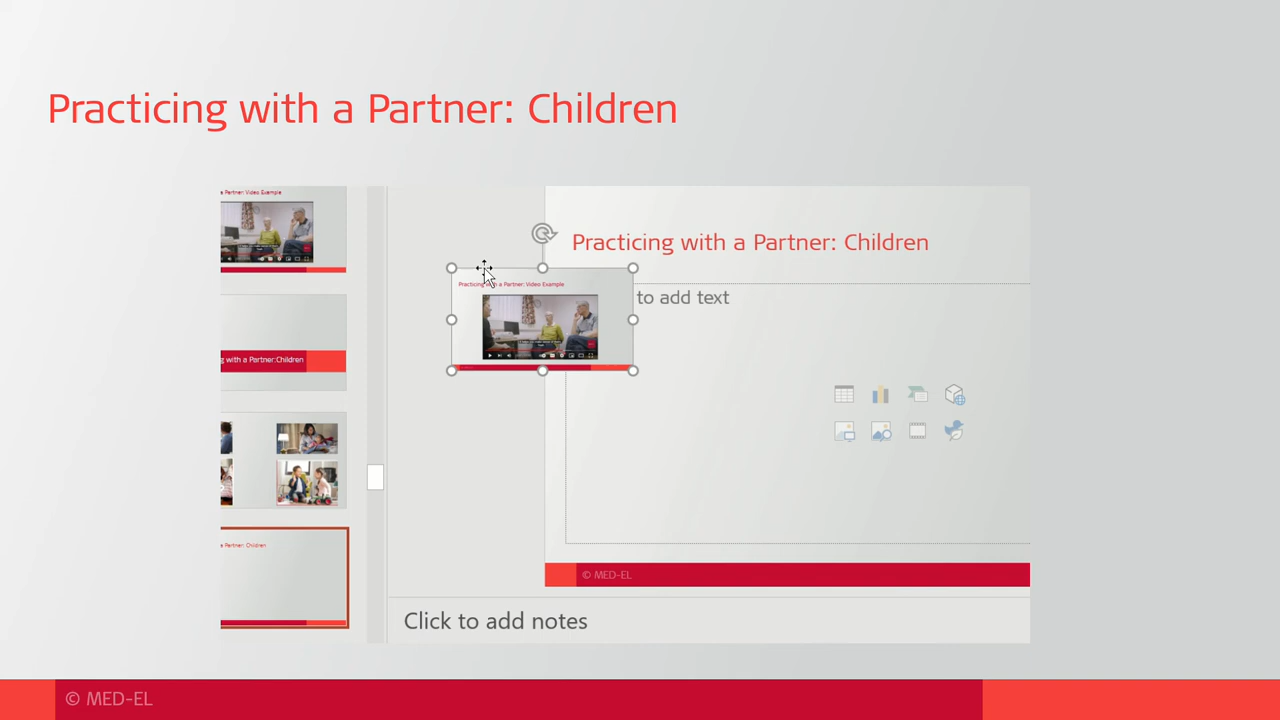 Practicing with a Partner: Children
a Partner: Video Example
Practicing with a Partner: Children
Practicing with a Partner: Video Example
to add text
g with a Partner:Children
a Partner: Children
© MED-EL
Click to add notes
© MED-EL